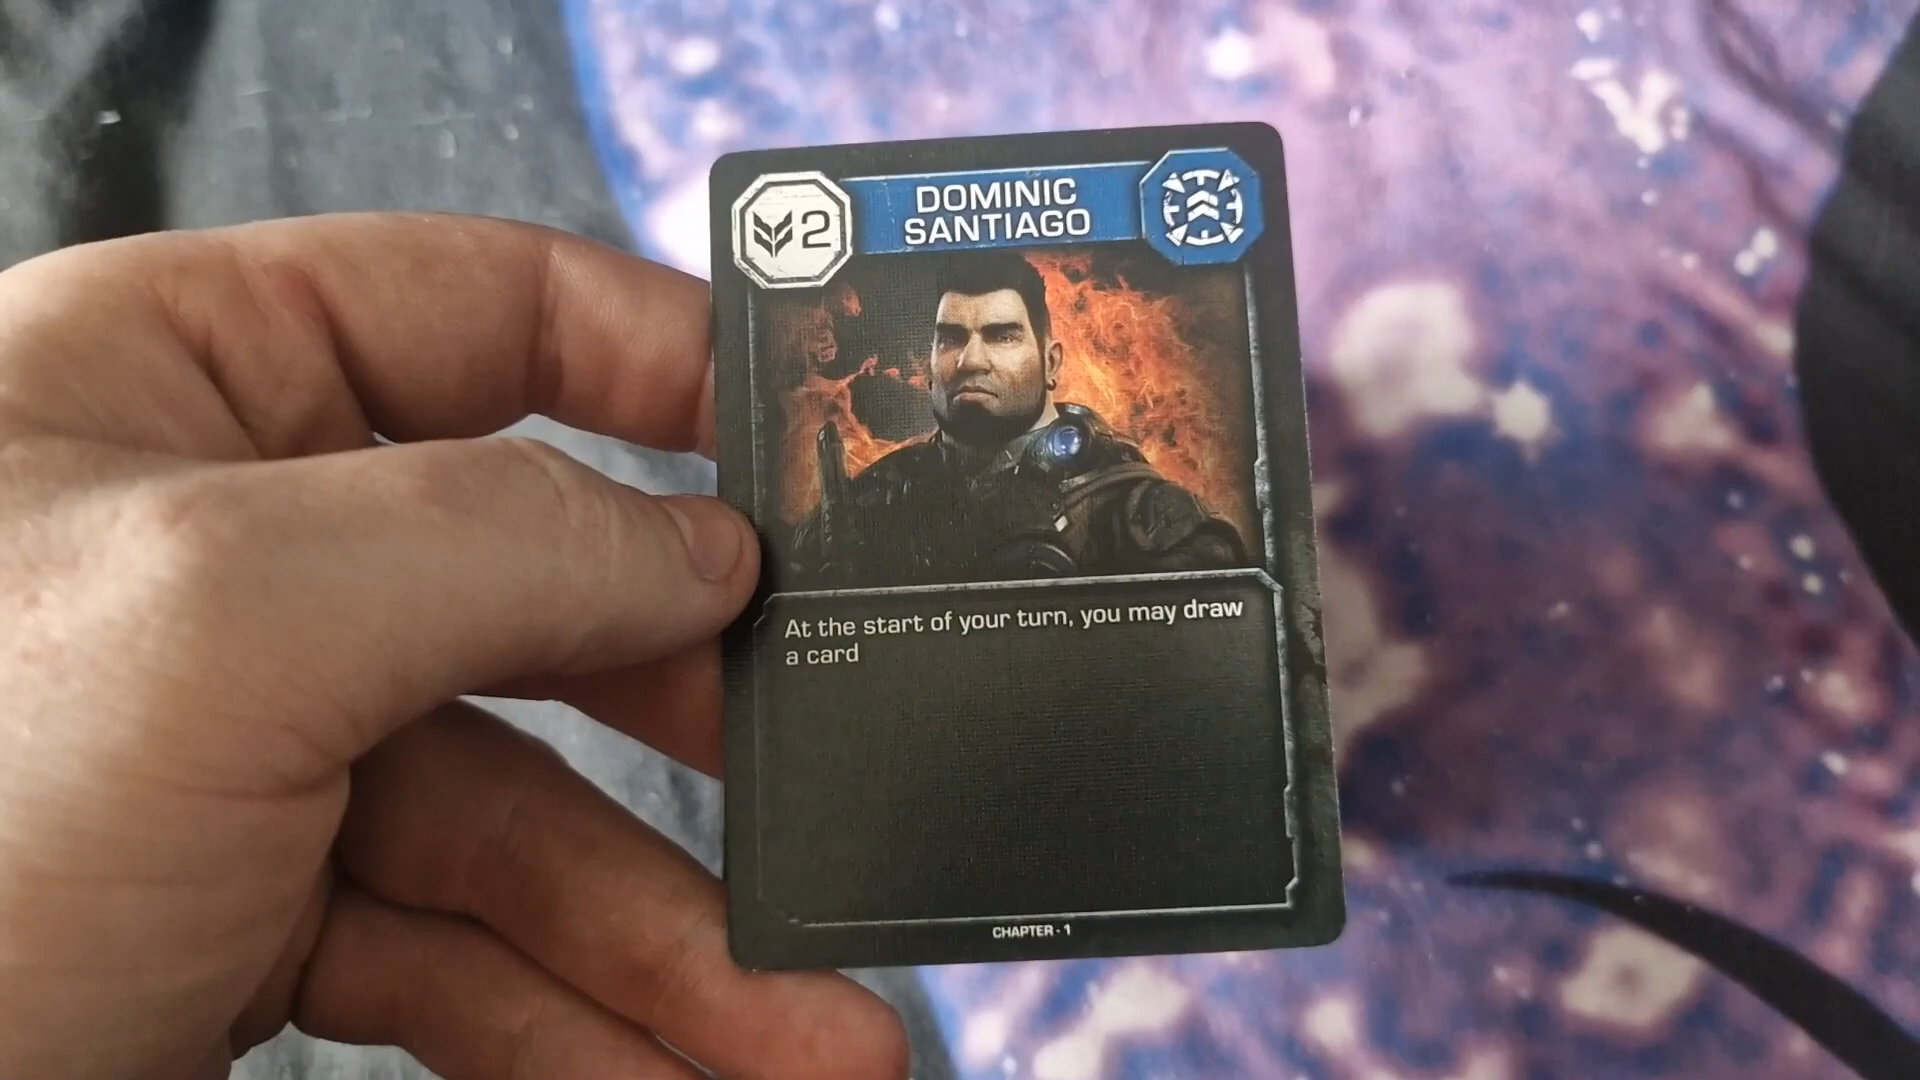 2
DOMINIC
SANTIAGO
At the start of your turn, you may draw
a card
CHAPTER - 1